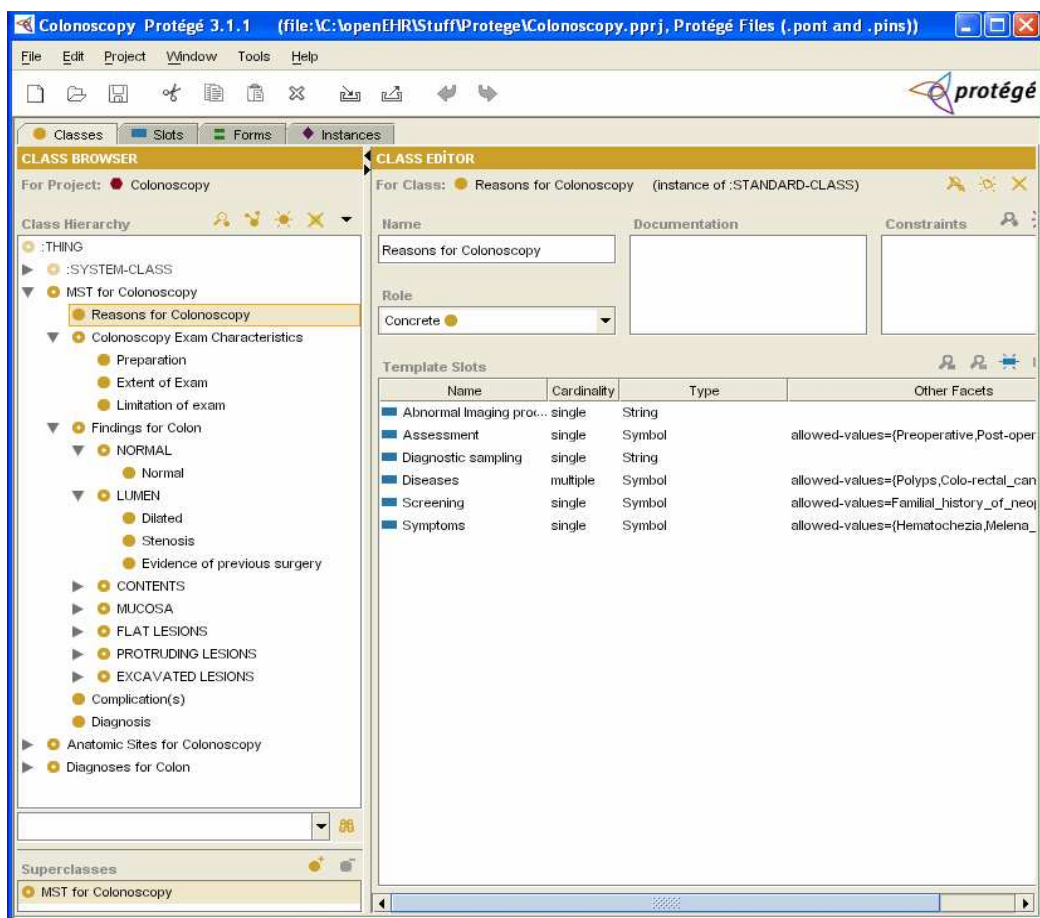 Colonoscopy Protégé 3.1.1 (file:\C:\openEHR\Stuff\Protege\Colonoscopy.pprj, Protégé Files (.pont and .pins))
File Edit Project Window Tools Help
protégé
Classes Slots Forms Instances
CLASS BROWSER
For Project: Colonoscopy
Class Hierarchy
:THING
:SYSTEM-CLASS
MST for Colonoscopy
Reasons for Colonoscopy
Colonoscopy Exam Characteristics
Preparation
Extent of Exam
Limitation of exam
Findings for Colon
NORMAL
Normal
LUMEN
Dilated
Stenosis
Evidence of previous surgery
CONTENTS
MUCOSA
FLAT LESIONS
PROTRUDING LESIONS
EXCAVATED LESIONS
Complication(s)
Diagnosis
Anatomic Sites for Colonoscopy
Diagnoses for Colon
Superclasses
MST for Colonoscopy
CLASS EDİTOR
For Class: Reasons for Colonoscopy (instance of :STANDARD-CLASS)
Name Documentation Constraints
Reasons for Colonoscopy
Role
Concrete
Template Slots
Name Cardinality Type Other Facets
Abnormal Imaging proc... single String
Assessment single Symbol allowed-values={Preoperative,Post-oper
Diagnostic sampling single String
Diseases multiple Symbol allowed-values={Polyps,Colo-rectal_can
Screening single Symbol allowed-values=Familial_history_of_neop
Symptoms single Symbol allowed-values={Hematochezia,Melena_